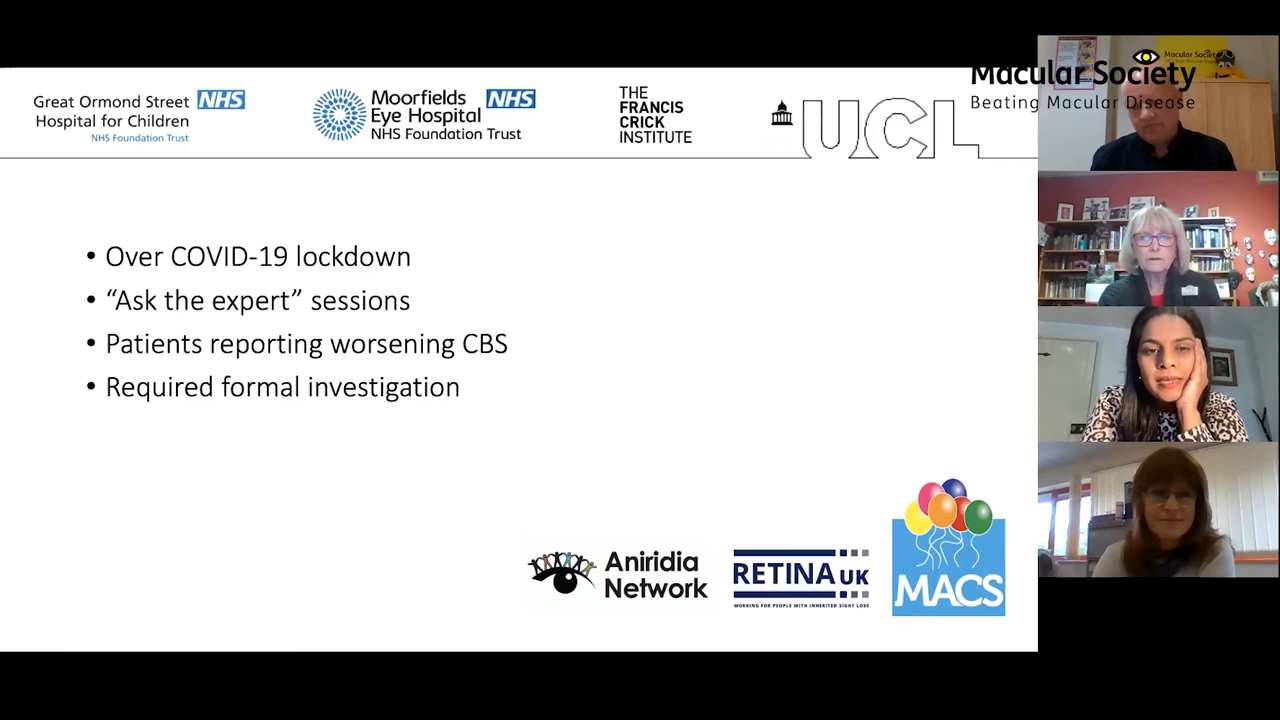 Great Ormond Street NHS
Hospital for Children
NHS Foundation Trust
Moorfields NHS
Eye Hospital
NHS Foundation Trust
THE
FRANCIS
CRICK
INSTITUTE
UCL
Macular Society
Beating Macular Disease
• Over COVID-19 lockdown
• “Ask the expert” sessions
• Patients reporting worsening CBS
• Required formal investigation
Aniridia
Network
RETINA UK
WORKING FOR PEOPLE WITH INHERITED SIGHT LOSS
MACS